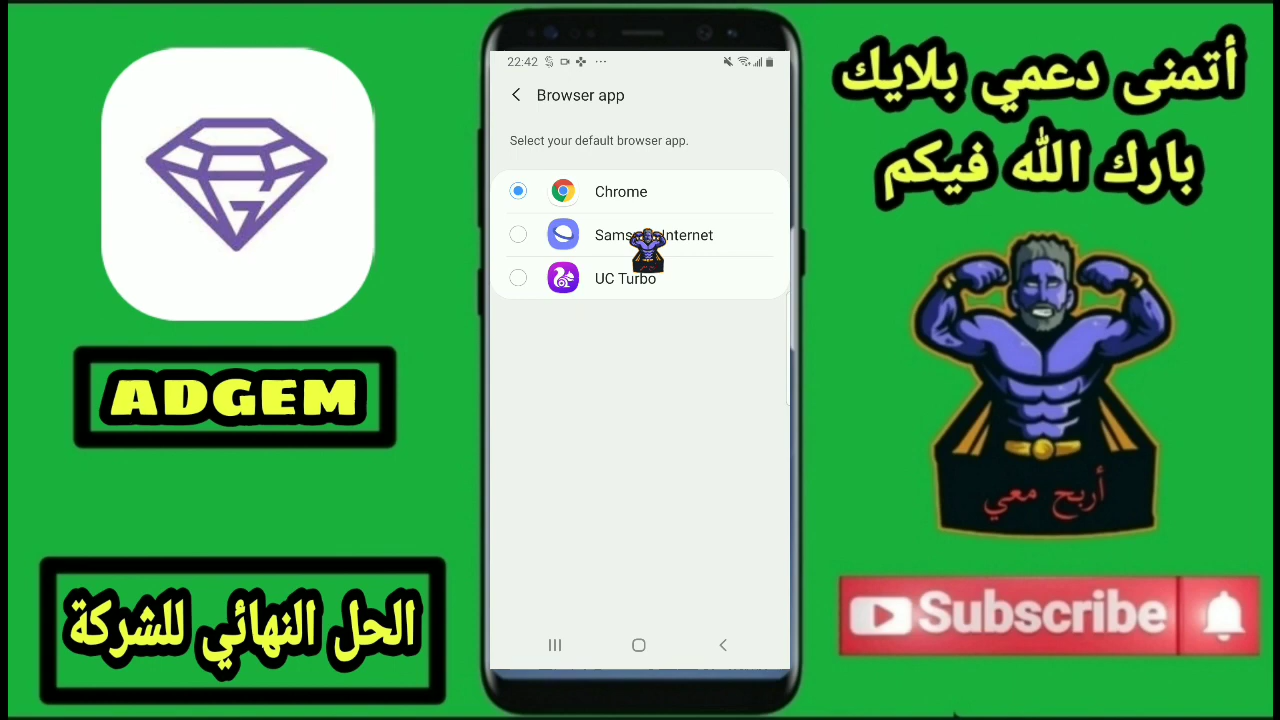 22:42
Browser app
Select your default browser app.
Chrome
Samsung Internet
UC Turbo
ADGEM
الحل النهائي للشركة
أتمنى دعمي بلايك
بارك الله فيكم
أربح معي
Subscribe